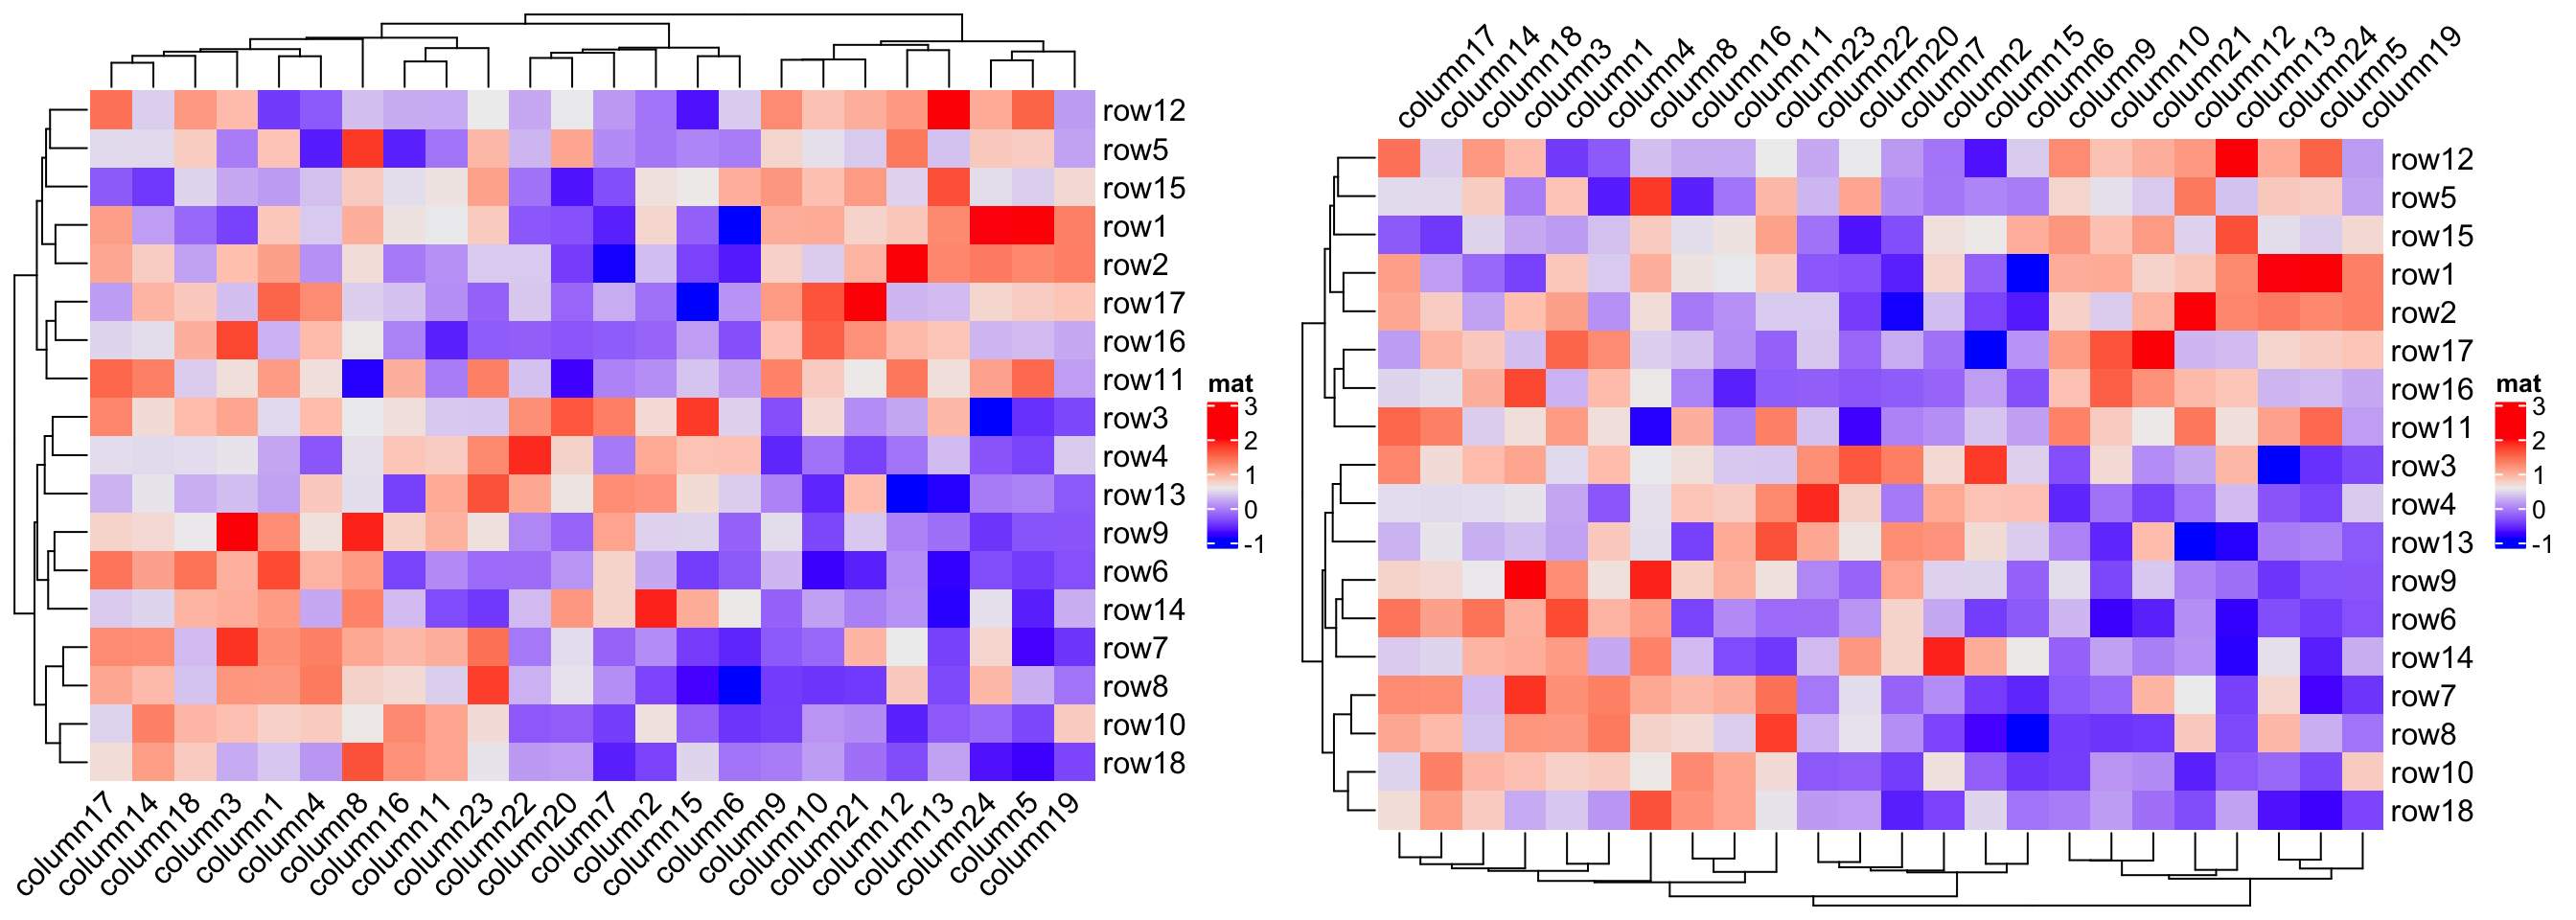 row12
row5
row15
row1
row2
row17
row16
row11
row3
row4
row13
row9
row6
row14
row7
row8
row10
row18
column17
column14
column18
column3
column1
column4
column8
column16
column11
column23
column22
column20
column7
column2
column15
column6
column9
column10
column21
column12
column13
column24
column5
column19
mat
3
2
1
0
-1
column17
column14
column18
column3
column1
column4
column8
column16
column11
column23
column22
column20
column7
column2
column15
column6
column9
column10
column21
column12
column13
column24
column5
column19
row12
row5
row15
row1
row2
row17
row16
row11
row3
row4
row13
row9
row6
row14
row7
row8
row10
row18
mat
3
2
1
0
-1